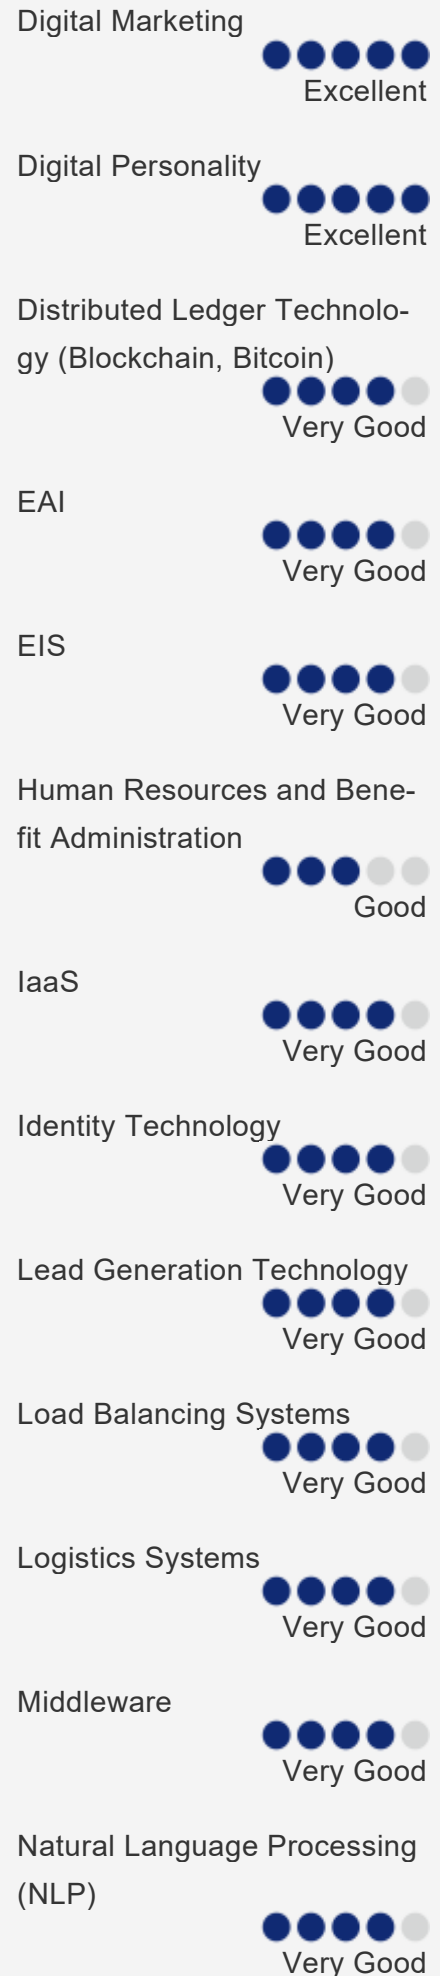 Digital Marketing
Excellent
Digital Personality
Excellent
Distributed Ledger Technolo-
gy (Blockchain, Bitcoin)
Very Good
EAI
Very Good
EIS
Very Good
Human Resources and Bene-
fit Administration
Good
IaaS
Very Good
Identity Technology
Very Good
Lead Generation Technology
Very Good
Load Balancing Systems
Very Good
Logistics Systems
Very Good
Middleware
Very Good
Natural Language Processing
(NLP)
Very Good